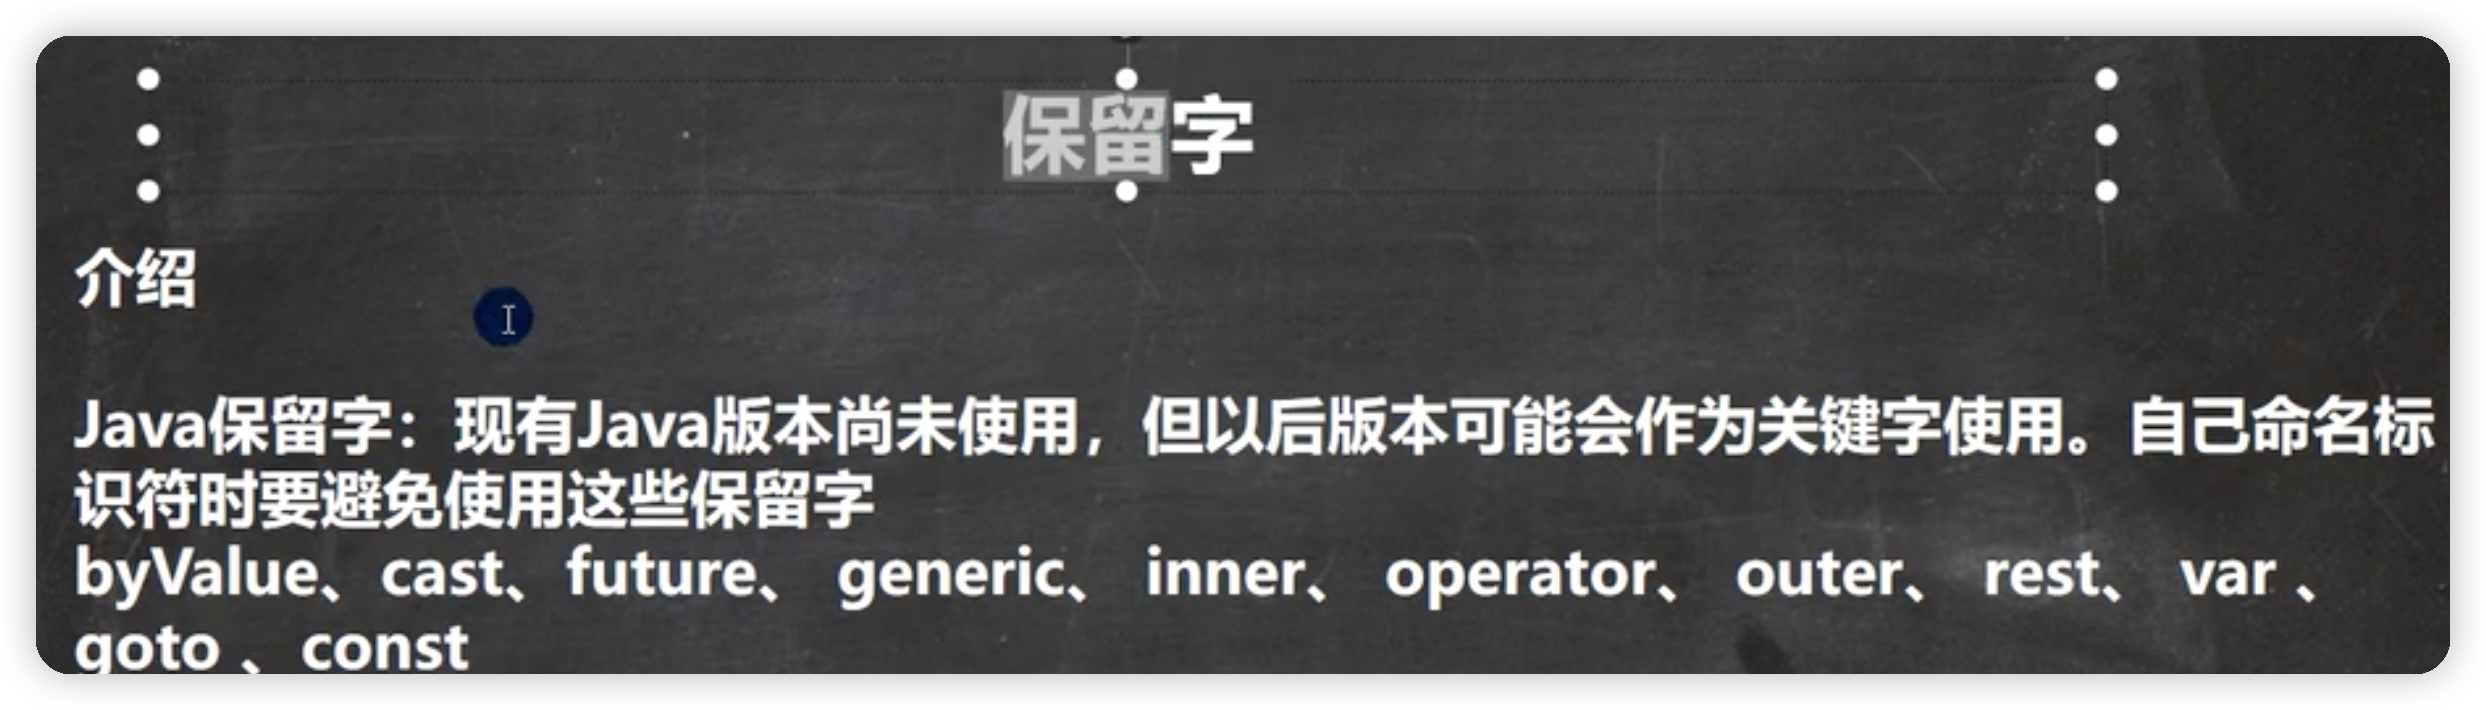 保留字
介绍
Java保留字：现有Java版本尚未使用，但以后版本可能会作为关键字使用。自己命名标
识符时要避免使用这些保留字
byValue、cast、future、 generic、 inner、 operator、 outer、 rest、 var 、
goto 、const